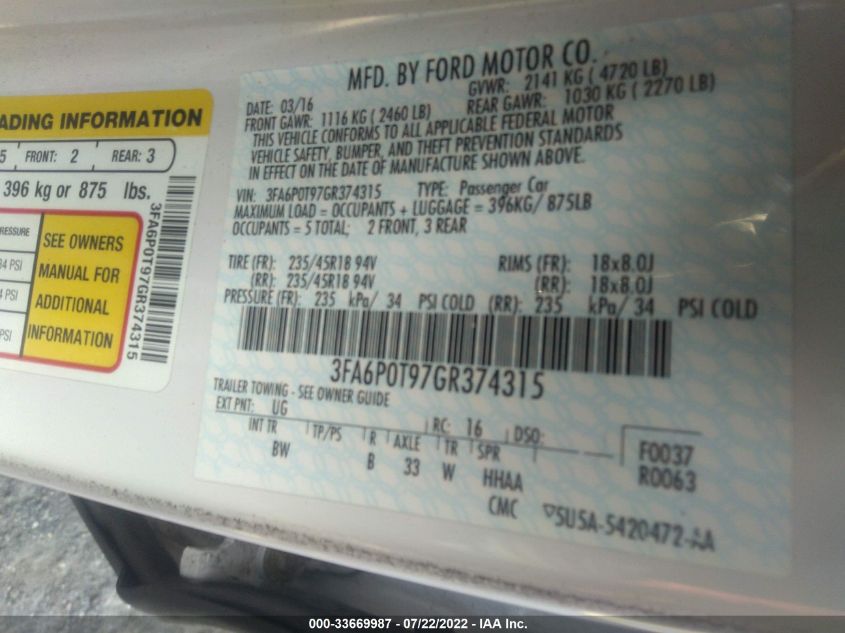 ADING INFORMATION
5 FRONT: 2 REAR: 3
396 kg or 875 lbs.
RESSURE
34 PSI
4 PSI
PSI
SEE OWNERS
MANUAL FOR
ADDITIONAL
INFORMATION
3FA6P0T97GR374315
MFD. BY FORD MOTOR CO.
DATE: 03/16 GVWR: 2141 KG ( 4720 LB)
FRONT GAWR: 1116 KG ( 2460 LB) REAR GAWR: 1030 KG ( 2270 LB)
THIS VEHICLE CONFORMS TO ALL APPLICABLE FEDERAL MOTOR
VEHICLE SAFETY, BUMPER, AND THEFT PREVENTION STANDARDS
IN EFFECT ON THE DATE OF MANUFACTURE SHOWN ABOVE.
VIN: 3FA6P0T97GR374315 TYPE: Passenger Car
MAXIMUM LOAD = OCCUPANTS + LUGGAGE = 396KG/ 875LB
OCCUPANTS = 5 TOTAL; 2 FRONT, 3 REAR
TIRE (FR): 235/45R18 94V RIMS (FR): 18x8.0J
(RR): 235/45R18 94V (RR): 18x8.0J
PRESSURE (FR): 235 kPa/ 34 PSI COLD (RR): 235 kPa/ 34 PSI COLD
3FA6P0T97GR374315
TRAILER TOWING - SEE OWNER GUIDE
EXT PNT: UG RC: 16 DSO:
INT TR TP/PS R AXLE TR SPR
BW B 33 W HHAA
F0037
R0063
CMC ▽5U5A-5420472-AA
000-33669987 / 07/22/2022 - IAA Inc.